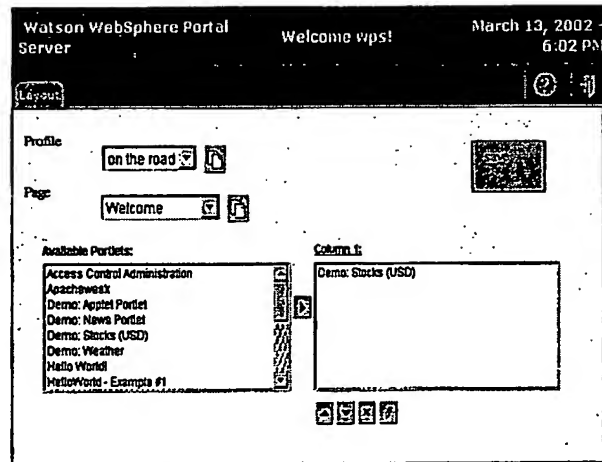 Watson WebSphere Portal Server
Welcome wps!
March 13, 2002 - 6:02 PM
Layout
Profile
on the road
Page
Welcome
Available Portlets:
Access Control Administration
Apacheweek
Demo: Applet Portlet
Demo: News Portlet
Demo: Stocks (USD)
Demo: Weather
Hello World!
HelloWorld - Example #1
Column 1:
Demo: Stocks (USD)